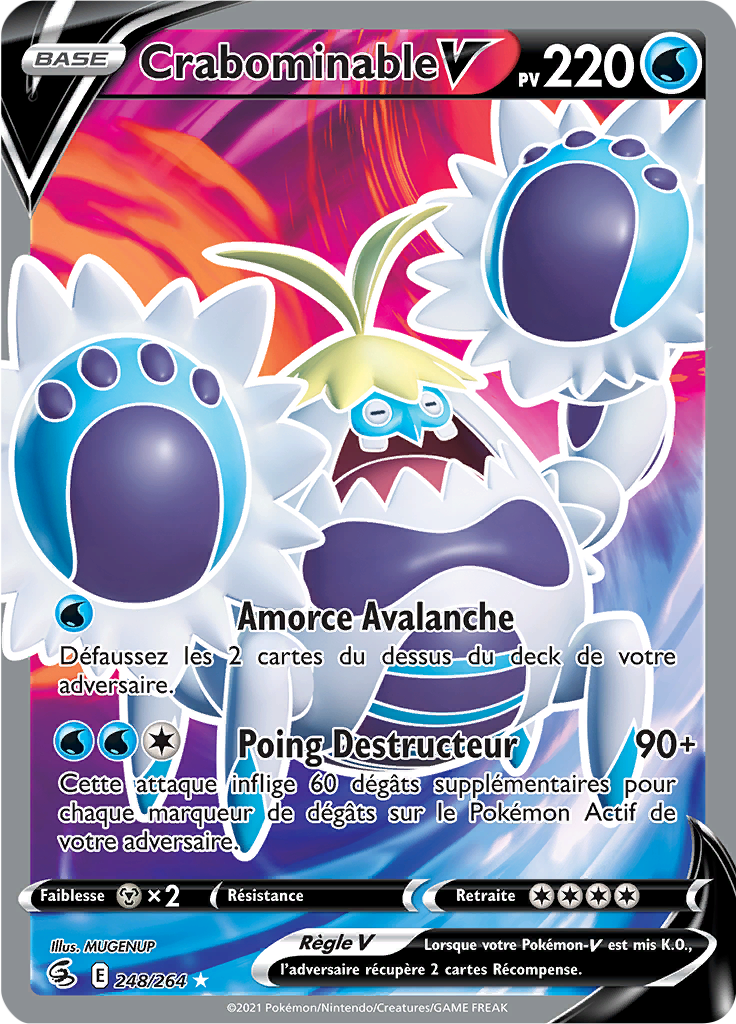 BASE
Crabominable V
PV 220
Amorce Avalanche
Défaussez les 2 cartes du dessus du deck de votre
adversaire.
Poing Destructeur 90+
Cette attaque inflige 60 dégâts supplémentaires pour
chaque marqueur de dégâts sur le Pokémon Actif de
votre adversaire.
Faiblesse ×2 Résistance Retraite
Illus. MUGENUP
Règle V Lorsque votre Pokémon-V est mis K.O.,
l'adversaire récupère 2 cartes Récompense.
E 248/264 ★
©2021 Pokémon/Nintendo/Creatures/GAME FREAK